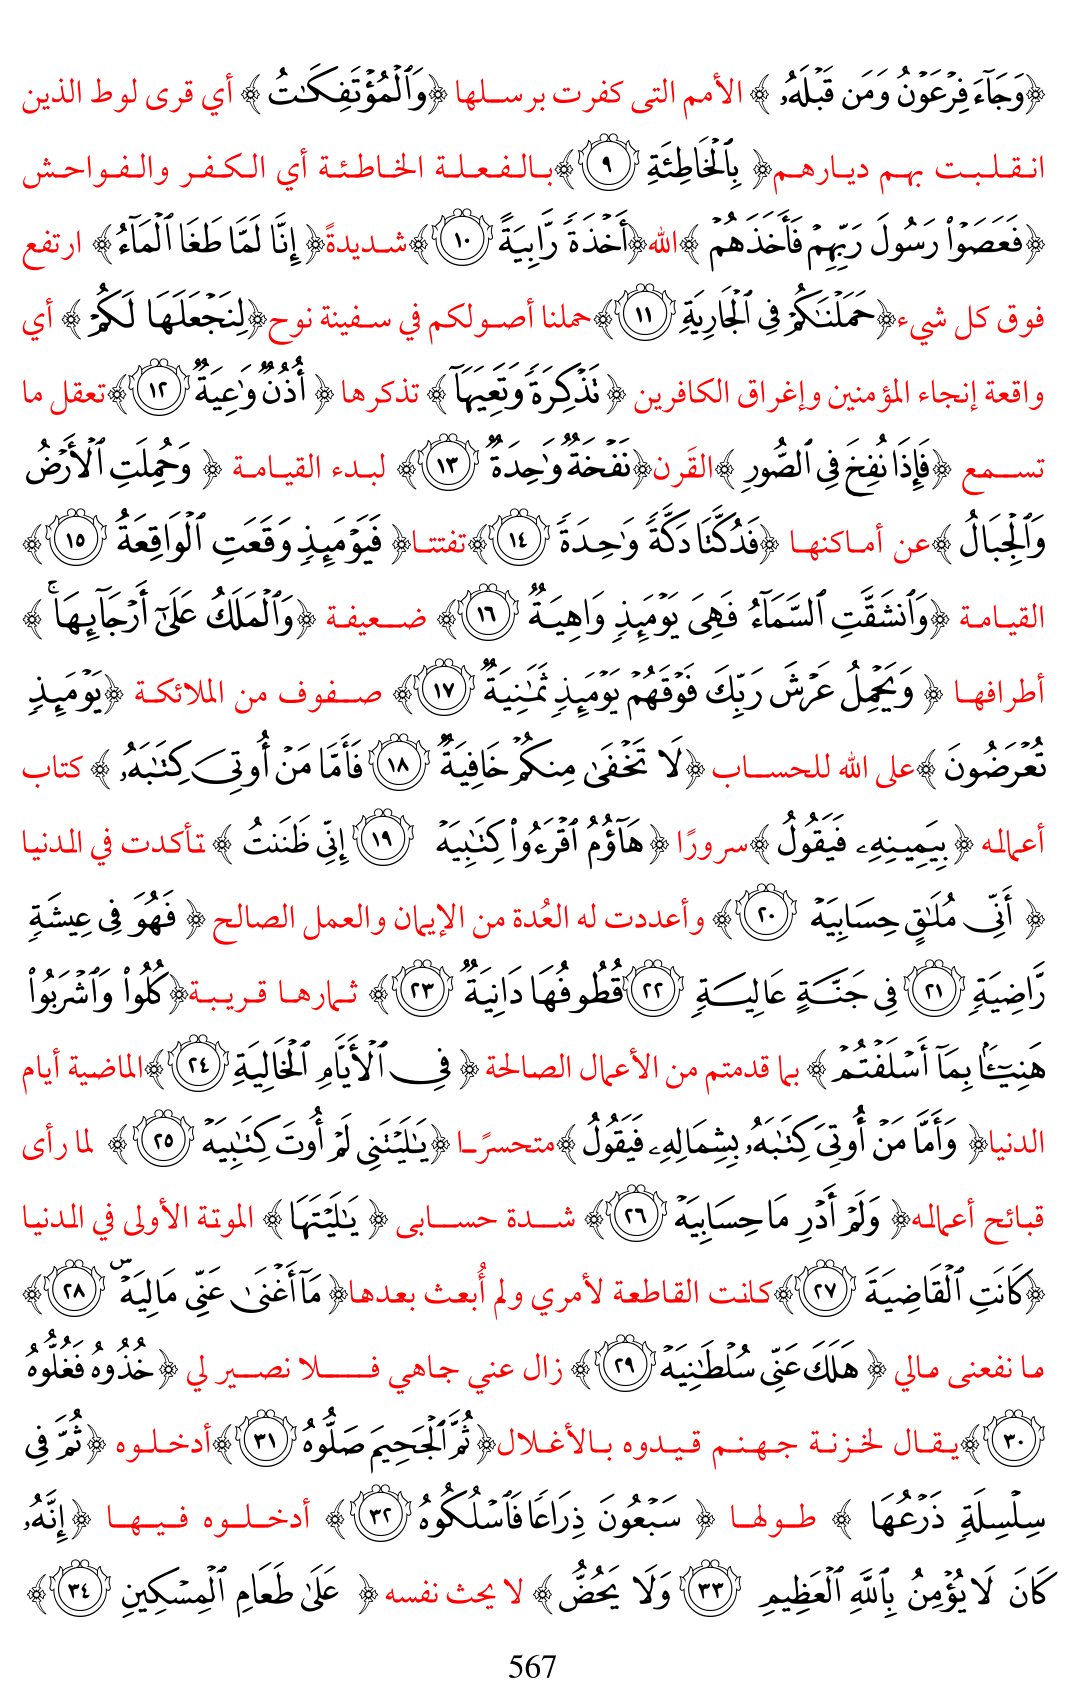 ﴿وَجَآءَ فِرۡعَوۡنُ وَمَن قَبۡلَهُۥ ﴾ الأمم التى كفرت برسلها ﴿وَٱلۡمُؤۡتَفِكَٰتُ ﴾ أي قرى لوط الذين
انقلبت بهم ديارهم﴿ بِٱلۡخَاطِئَةِ ٩ ﴾بالفعلة الخاطئة أي الكفر والفواحش
﴿فَعَصَوۡاْ رَسُولَ رَبِّهِمۡ فَأَخَذَهُمۡ ﴾الله﴿أَخۡذَةٗ رَّابِيَةً ١٠ ﴾شديدةً﴿ إِنَّا لَمَّا طَغَا ٱلۡمَآءُ﴾ ارتفع
فوق كل شيء﴿حَمَلۡنَٰكُمۡ فِي ٱلۡجَارِيَةِ ١١ ﴾حملنا أصولكم في سفينة نوح﴿لِنَجۡعَلَهَا لَكُمۡ ﴾ أي
واقعة إنجاء المؤمنين وإغراق الكافرين ﴿ تَذۡكِرَةٗ وَتَعِيَهَآ﴾ تذكرها ﴿ أُذُنٞ وَٰعِيَةٞ ١٢ ﴾تعقل ما
تسمع ﴿فَإِذَا نُفِخَ فِي ٱلصُّورِ ﴾القَرن﴿نَفۡخَةٞ وَٰحِدَةٞ ١٣ ﴾ لبدء القيامة ﴿ وَحُمِلَتِ ٱلۡأَرۡضُ
وَٱلۡجِبَالُ ﴾عن أماكنها ﴿فَدُكَّتَا دَكَّةٗ وَٰحِدَةٗ ١٤ ﴾تفتتا﴿ فَيَوۡمَئِذٖ وَقَعَتِ ٱلۡوَاقِعَةُ ١٥ ﴾
القيامة ﴿وَٱنشَقَّتِ ٱلسَّمَآءُ فَهِيَ يَوۡمَئِذٖ وَاهِيَةٞ ١٦ ﴾ ضعيفة ﴿وَٱلۡمَلَكُ عَلَىٰٓ أَرۡجَآئِهَاۚ ﴾
أطرافها ﴿ وَيَحۡمِلُ عَرۡشَ رَبِّكَ فَوۡقَهُمۡ يَوۡمَئِذٖ ثَمَٰنِيَةٞ ١٧ ﴾ صفوف من الملائكة ﴿يَوۡمَئِذٖ
تُعۡرَضُونَ ﴾على الله للحساب ﴿لَا تَخۡفَىٰ مِنكُمۡ خَافِيَةٞ ١٨ فَأَمَّا مَنۡ أُوتِيَ كِتَٰبَهُۥ ﴾ كتاب
أعماله ﴿ بِيَمِينِهِۦ فَيَقُولُ ﴾سرورًا ﴿ هَآؤُمُ ٱقۡرَءُواْ كِتَٰبِيَهۡ ١٩ إِنِّي ظَنَنتُ ﴾ تأكدت في الدنيا
﴿ أَنِّي مُلَٰقٍ حِسَابِيَهۡ ٢٠ ﴾ وأعددت له العُدة من الإيمان والعمل الصالح ﴿ فَهُوَ فِي عِيشَةٖ
رَّاضِيَةٖ ٢١ فِي جَنَّةٍ عَالِيَةٖ ٢٢ قُطُوفُهَا دَانِيَةٞ ٢٣ ﴾ ثمارها قريبة﴿كُلُواْ وَٱشۡرَبُواْ
هَنِيٓـَٔۢا بِمَآ أَسۡلَفۡتُمۡ ﴾ بما قدمتم من الأعمال الصالحة ﴿ فِي ٱلۡأَيَّامِ ٱلۡخَالِيَةِ ٢٤ ﴾الماضية أيام
الدنيا﴿ وَأَمَّا مَنۡ أُوتِيَ كِتَٰبَهُۥ بِشِمَالِهِۦ فَيَقُولُ ﴾متحسرًا ﴿يَٰلَيۡتَنِي لَمۡ أُوتَ كِتَٰبِيَهۡ ٢٥ ﴾ لما رأى
قبائح أعماله﴿ وَلَمۡ أَدۡرِ مَا حِسَابِيَهۡ ٢٦ ﴾ شدة حسابى ﴿ يَٰلَيۡتَهَا ﴾ الموتة الأولى في الدنيا
﴿كَانَتِ ٱلۡقَاضِيَةَ ٢٧ ﴾كانت القاطعة لأمري ولم أُبعث بعدها﴿ مَآ أَغۡنَىٰ عَنِّي مَالِيَهۡۜ ٢٨ ﴾
ما نفعنى مالي ﴿ هَلَكَ عَنِّي سُلۡطَٰنِيَهۡ ٢٩ ﴾ زال عني جاهي فلا نصير لي ﴿ خُذُوهُ فَغُلُّوهُ
٣٠ ﴾يقال لخزنة جهنم قيدوه بالأغلال﴿ثُمَّ ٱلۡجَحِيمَ صَلُّوهُ ٣١ ﴾أدخلوه ﴿ثُمَّ فِي
سِلۡسِلَةٖ ذَرۡعُهَا ﴾ طولها ﴿ سَبۡعُونَ ذِرَاعٗا فَٱسۡلُكُوهُ ٣٢ ﴾ أدخلوه فيها ﴿إِنَّهُۥ
كَانَ لَا يُؤۡمِنُ بِٱللَّهِ ٱلۡعَظِيمِ ٣٣ وَلَا يَحُضُّ ﴾ لا يحث نفسه ﴿ عَلَىٰ طَعَامِ ٱلۡمِسۡكِينِ ٣٤ ﴾
567